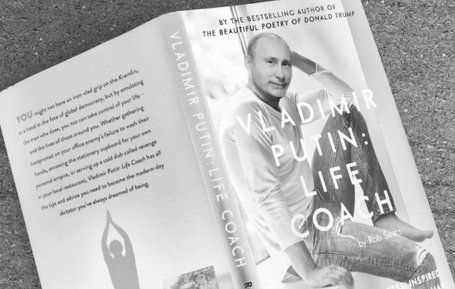 YOU might not have an iron-clad grip on the Kremlin,
or a hand in the fate of global democracy, but by emulating
the man who does, you too can take control of your life –
and the lives of those around you. Whether gathering
kompromat on your office enemy's failure to wash their
hands, annexing the stationery cupboard for your own
personal empire, or serving up a cold dish called revenge
in your local restaurants, Vladimir Putin: Life Coach has all
the tips and advice you need to become the modern-day
dictator you've always dreamed of being.
VLADIMIR PUTIN: LIFE COACH
BY THE BESTSELLING AUTHOR OF
THE BEAUTIFUL POETRY OF DONALD TRUMP
VLADIMIR
PUTIN:
LIFE
COACH
by Rob Sears
INSPIRED